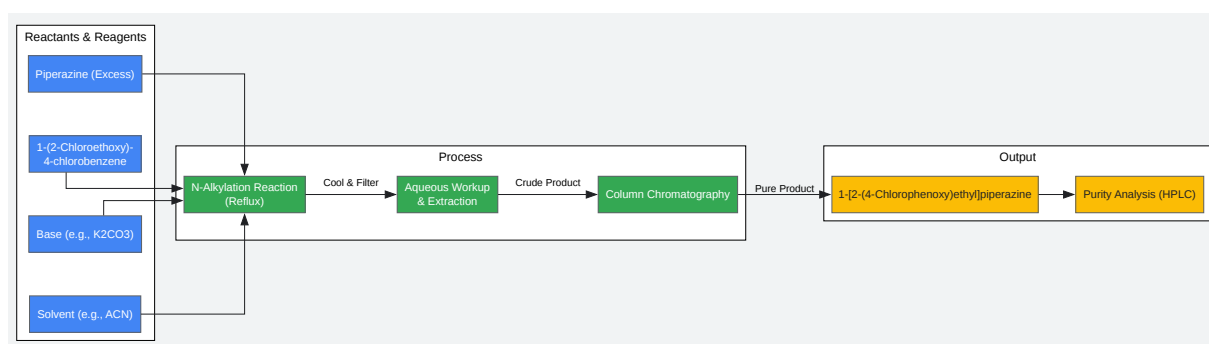 Reactants & Reagents
Piperazine (Excess)
1-(2-Chloroethoxy)-
4-chlorobenzene
Base (e.g., K2CO3)
Solvent (e.g., ACN)
Process
N-Alkylation Reaction
(Reflux)
Cool & Filter
Aqueous Workup
& Extraction
Crude Product
Column Chromatography
Pure Product
Output
1-[2-(4-Chlorophenoxy)ethyl]piperazine
Purity Analysis (HPLC)